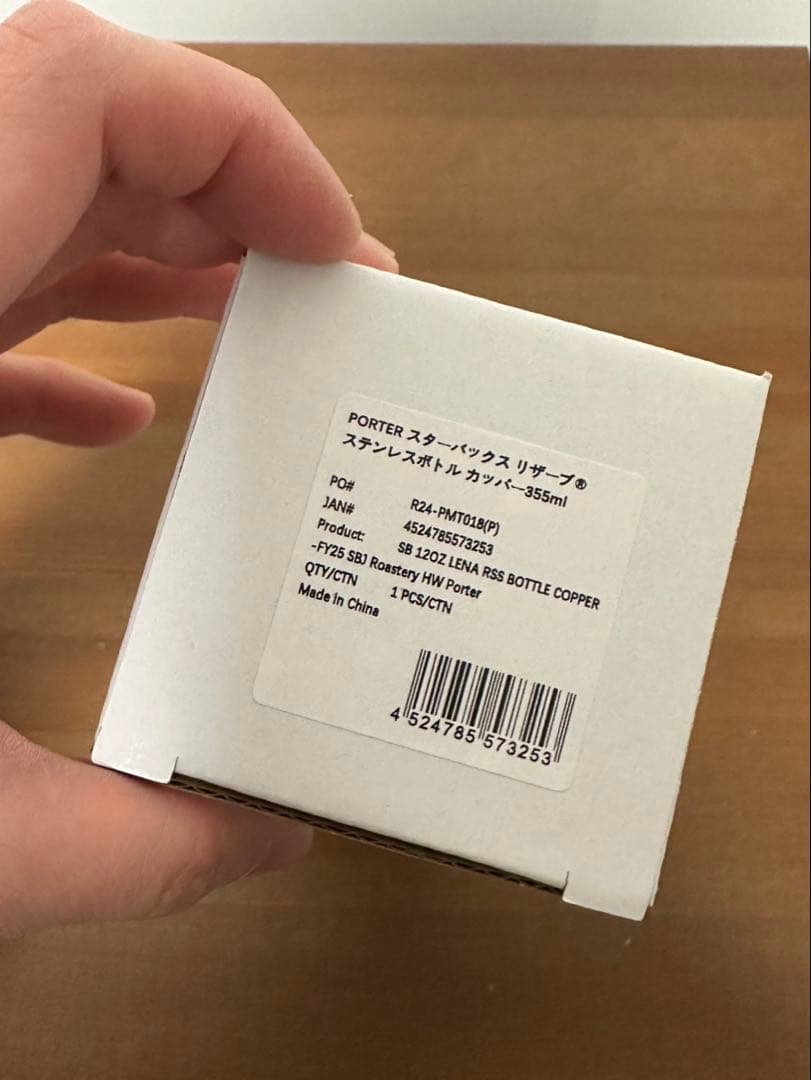 PORTER スターバックス リザーブ®
ステンレスボトル カッパー355ml
PO# R24-PMT018(P)
JAN# 4524785573253
Product: SB 12OZ LENA RSS BOTTLE COPPER
-FY25 SBJ Roastery HW Porter
QTY/CTN 1 PCS/CTN
Made in China
4 524785 573253